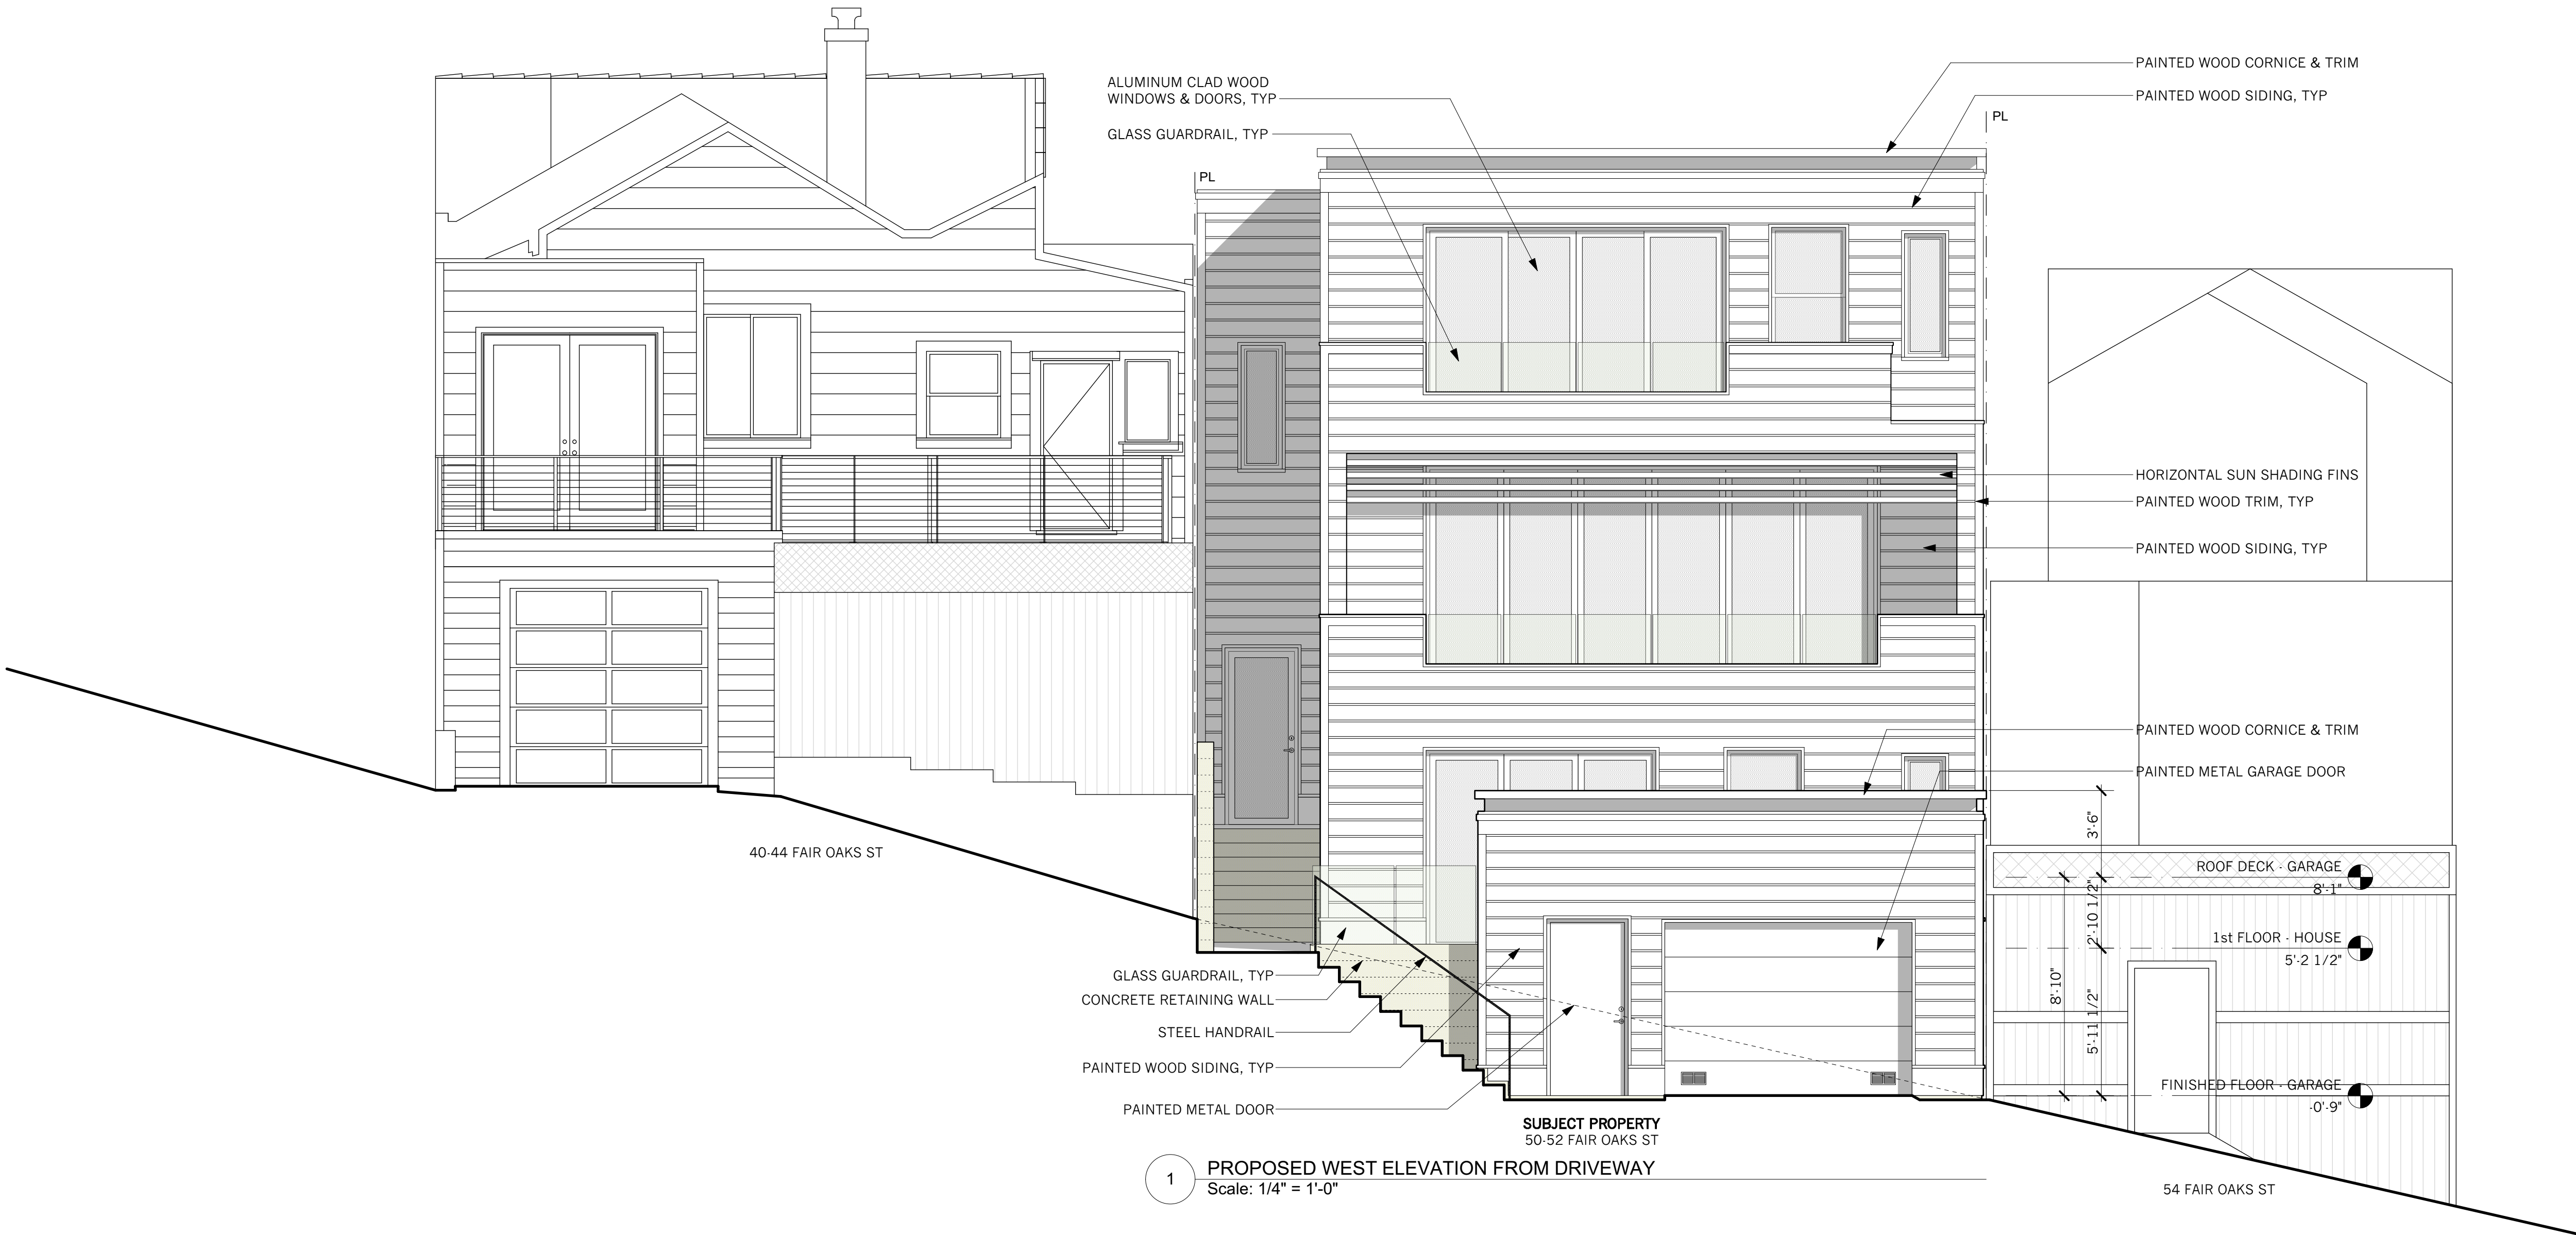 PAINTED WOOD CORNICE & TRIM
ALUMINUM CLAD WOOD
WINDOWS & DOORS, TYP
PAINTED WOOD SIDING, TYP
PL
GLASS GUARDRAIL, TYP
PL
HORIZONTAL SUN SHADING FINS
PAINTED WOOD TRIM, TYP
PAINTED WOOD SIDING, TYP
PAINTED WOOD CORNICE & TRIM
PAINTED METAL GARAGE DOOR
3'-6"
40-44 FAIR OAKS ST
ROOF DECK - GARAGE
8'-1"
2'-10 1/2"
1st FLOOR - HOUSE
5'-2 1/2"
8'-10"
5'-11 1/2"
GLASS GUARDRAIL, TYP
CONCRETE RETAINING WALL
STEEL HANDRAIL
PAINTED WOOD SIDING, TYP
PAINTED METAL DOOR
FINISHED FLOOR - GARAGE
-0'-9"
SUBJECT PROPERTY
50-52 FAIR OAKS ST
1
PROPOSED WEST ELEVATION FROM DRIVEWAY
Scale: 1/4" = 1'-0"
54 FAIR OAKS ST